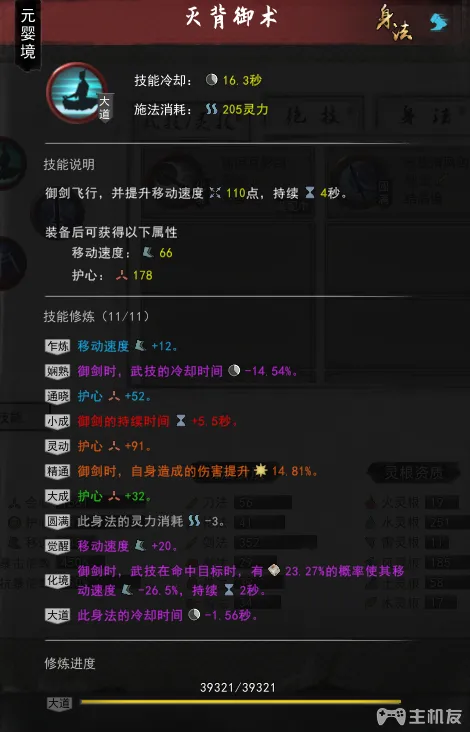 元婴境
灭背御术
身法
大道
技能冷却： 16.3秒
施法消耗： 205灵力
技能说明
御剑飞行，并提升移动速度 110点，持续 4秒。
装备后可获得以下属性
移动速度： 66
护心： 178
技能修炼（11/11）
乍炼 移动速度 +12。
娴熟 御剑时，武技的冷却时间 -14.54%。
通晓 护心 +52。
小成 御剑的持续时间 +5.5秒。
灵动 护心 +91。
精通 御剑时，自身造成的伤害提升 14.81%。
大成 护心 +32。
圆满 此身法的灵力消耗 -3。
觉醒 移动速度 +20。
化境 御剑时，武技在命中目标时，有 23.27%的概率使其移
动速度 -26.5%，持续 2秒。
大道 此身法的冷却时间 -1.56秒。
修炼进度
39321/39321
大道
主机友